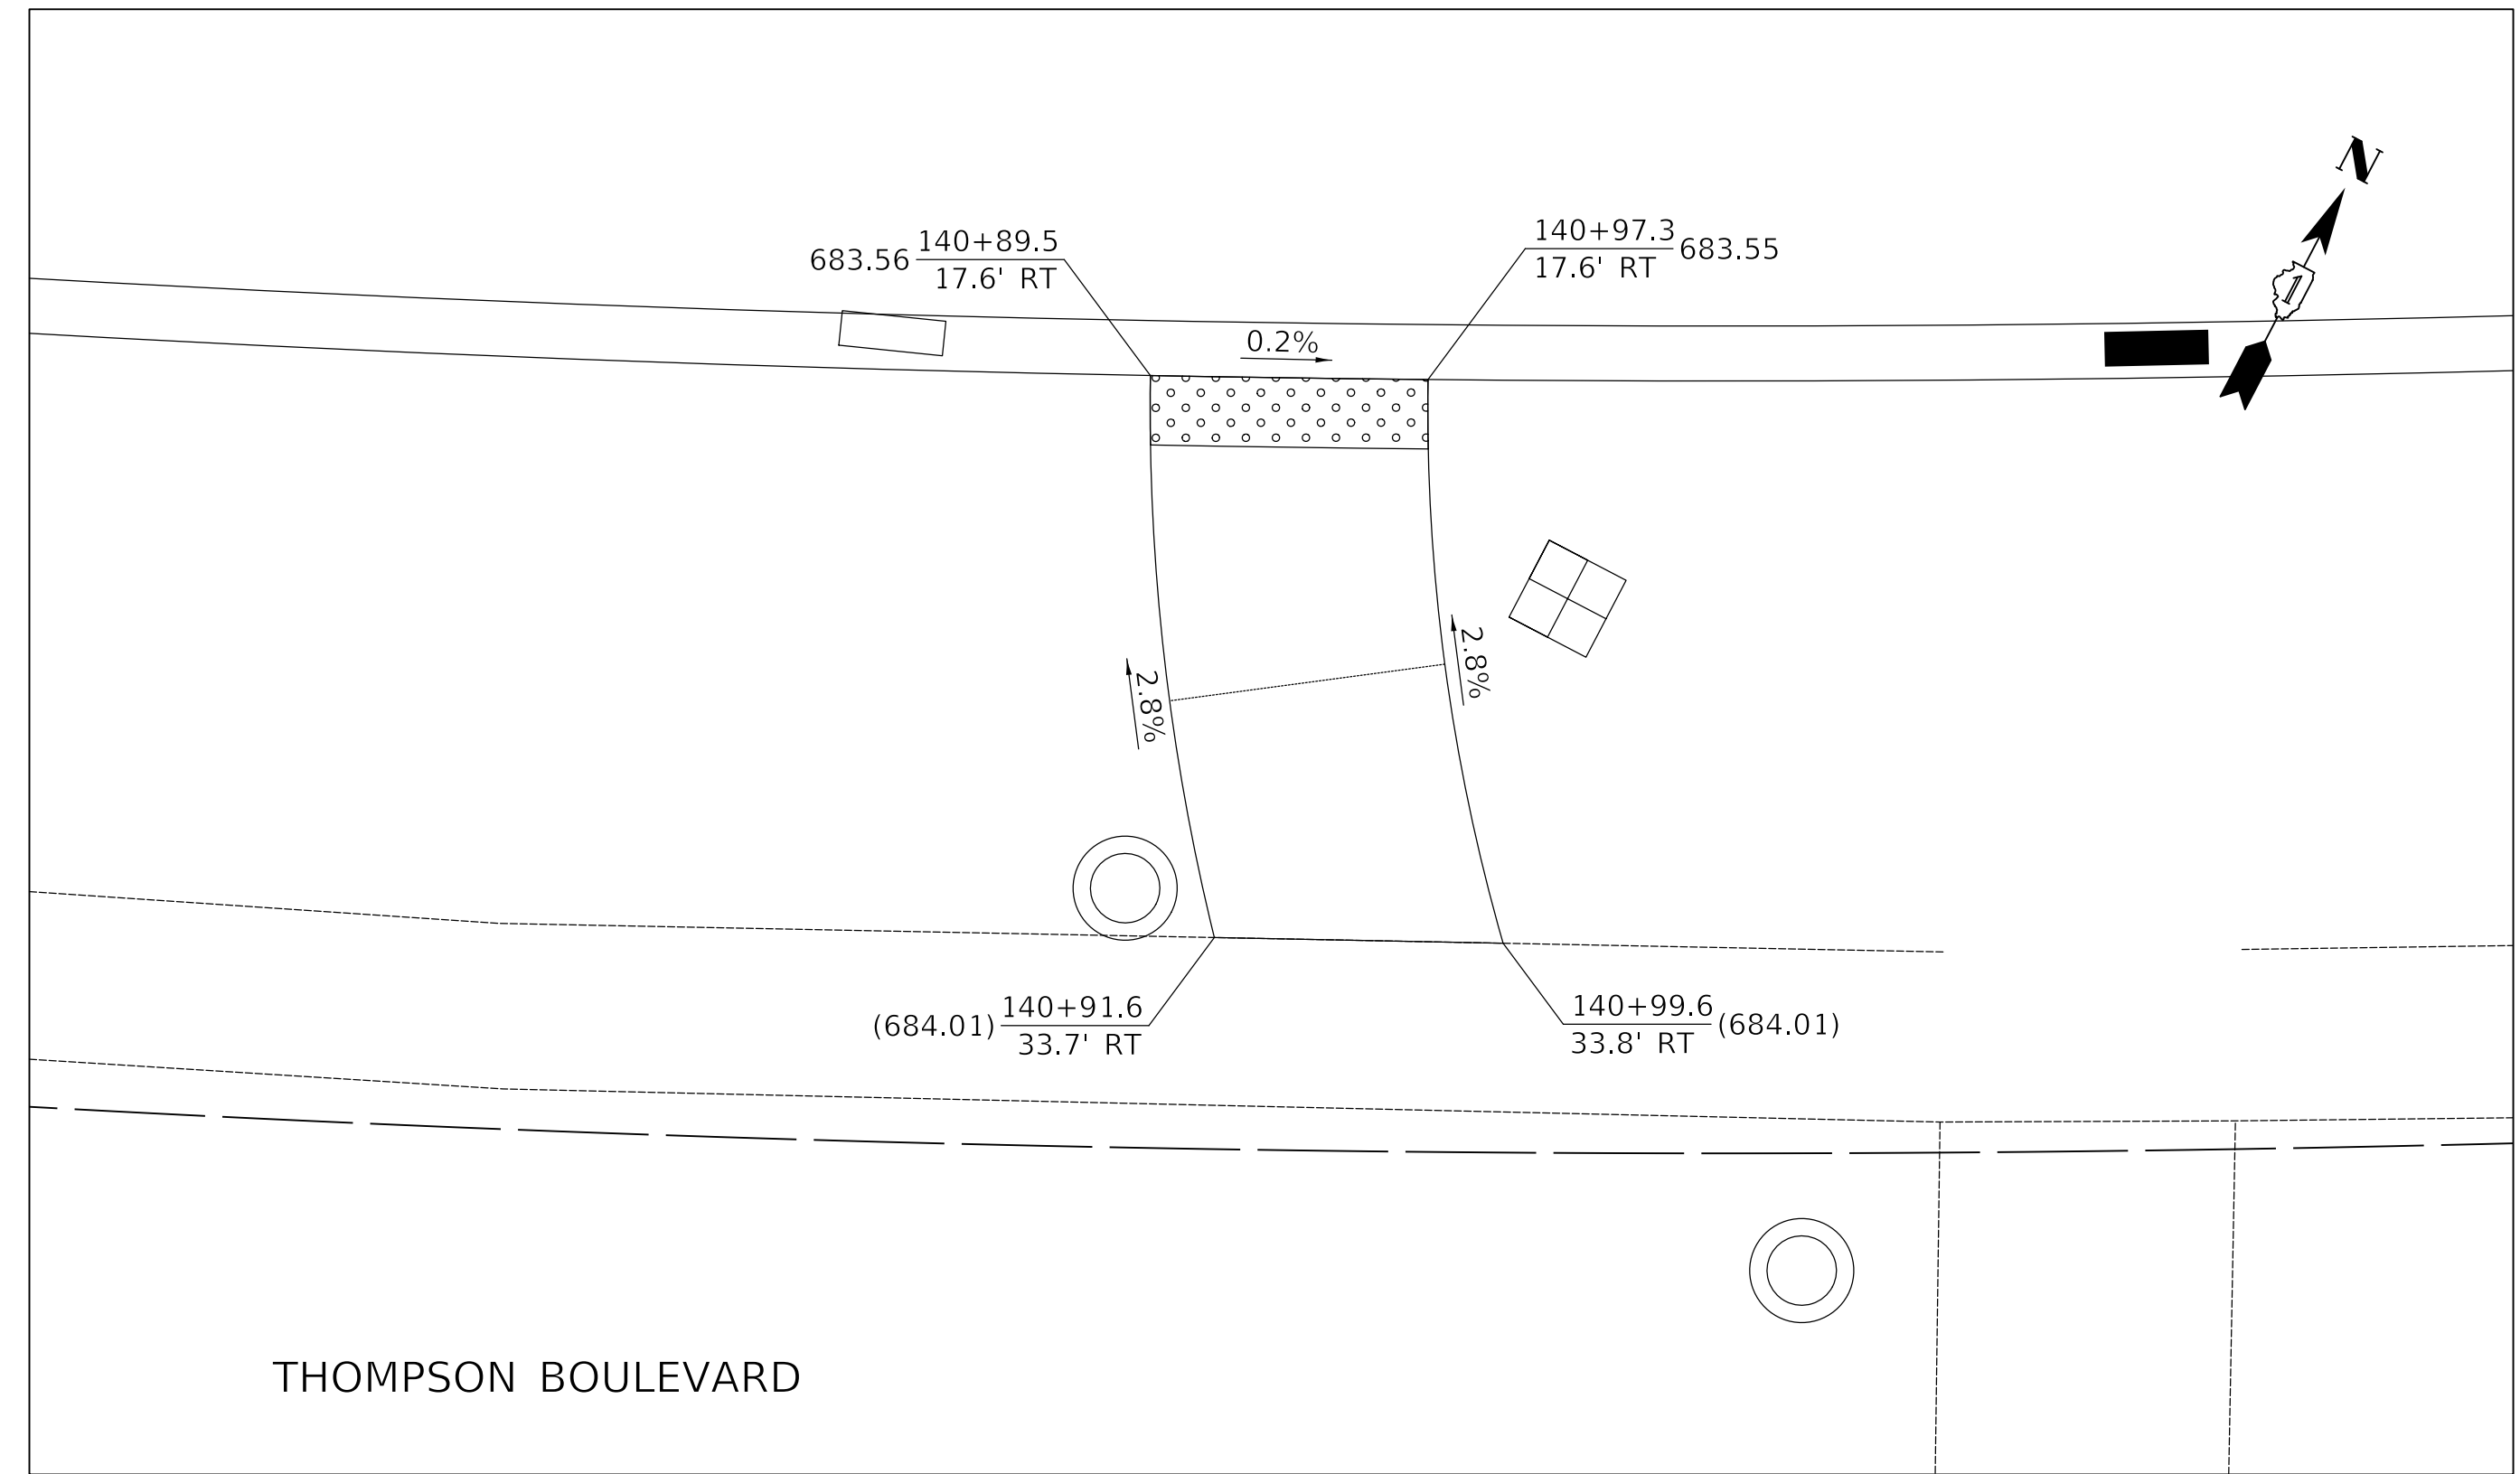 N
1
140+97.3
683.55
17.6' RT
140+89.5
683.56
17.6' RT
0.2%
2.8%
2.8%
140+91.6
(684.01)
33.7' RT
140+99.6
(684.01)
33.8' RT
THOMPSON BOULEVARD